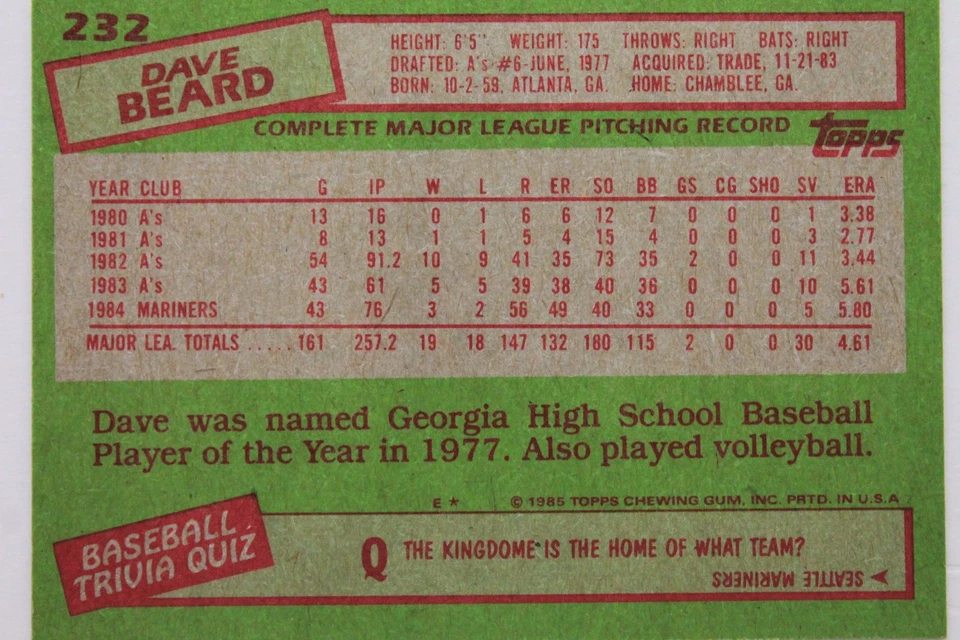 232
DAVE
BEARD
HEIGHT: 6'5" WEIGHT: 175 THROWS: RIGHT BATS: RIGHT
DRAFTED: A's #6-JUNE, 1977 ACQUIRED: TRADE, 11-21-83
BORN: 10-2-59, ATLANTA, GA. HOME: CHAMBLEE, GA.
COMPLETE MAJOR LEAGUE PITCHING RECORD
Topps
YEAR CLUB G IP W L R ER SO BB GS CG SHO SV ERA
1980 A's 13 16 0 1 6 6 12 7 0 0 0 1 3.38
1981 A's 8 13 1 1 5 4 15 4 0 0 0 3 2.77
1982 A's 54 91.2 10 9 41 35 73 35 2 0 0 11 3.44
1983 A's 43 61 5 5 39 38 40 36 0 0 0 10 5.61
1984 MARINERS 43 76 3 2 56 49 40 33 0 0 0 5 5.80
MAJOR LEA. TOTALS ..... 161 257.2 19 18 147 132 180 115 2 0 0 30 4.61
Dave was named Georgia High School Baseball
Player of the Year in 1977. Also played volleyball.
E * © 1985 TOPPS CHEWING GUM, INC. PRTD. IN U.S.A
BASEBALL
TRIVIA QUIZ
Q THE KINGDOME IS THE HOME OF WHAT TEAM?
SEATTLE MARINERS